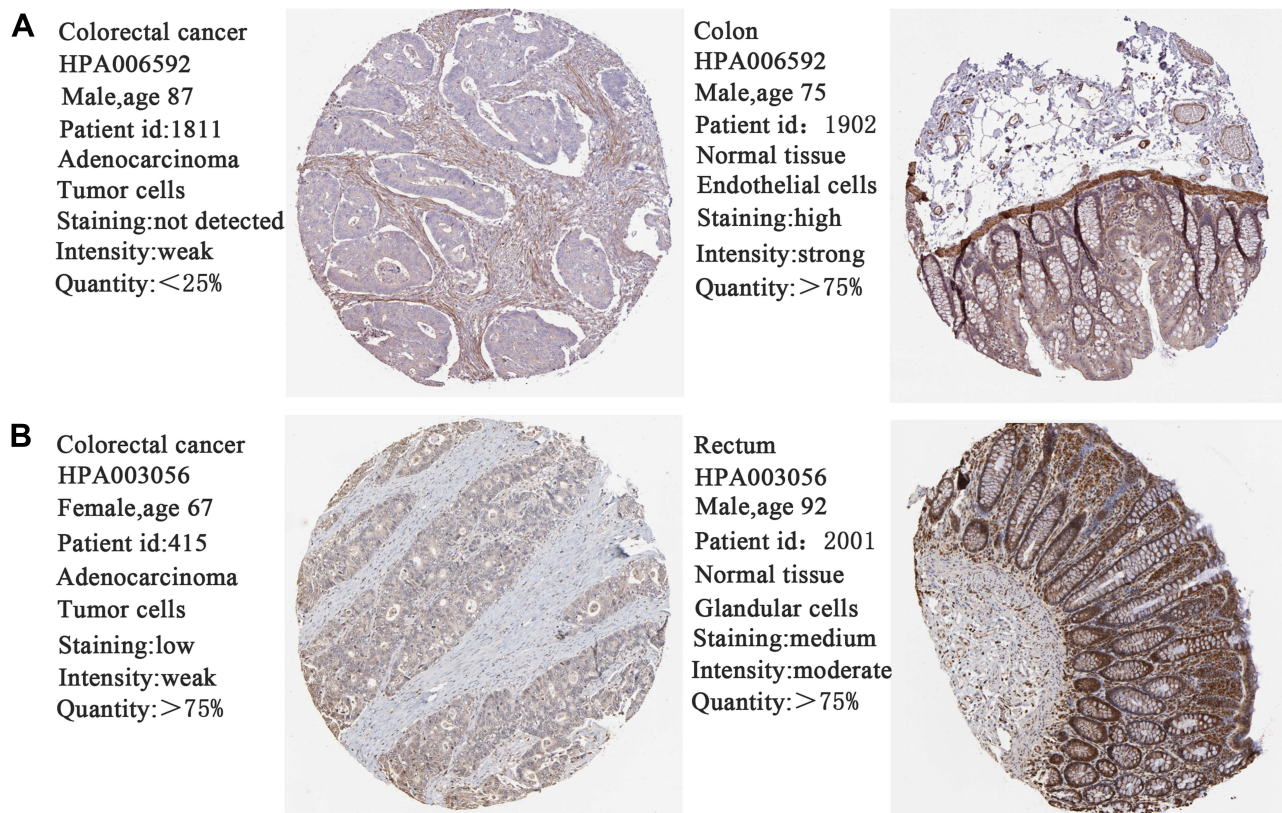 A
Colorectal cancer
HPA006592
Male,age 87
Patient id:1811
Adenocarcinoma
Tumor cells
Staining:not detected
Intensity:weak
Quantity:<25%
Colon
HPA006592
Male,age 75
Patient id: 1902
Normal tissue
Endothelial cells
Staining:high
Intensity:strong
Quantity:>75%
B
Colorectal cancer
HPA003056
Female,age 67
Patient id:415
Adenocarcinoma
Tumor cells
Staining:low
Intensity:weak
Quantity:>75%
Rectum
HPA003056
Male,age 92
Patient id: 2001
Normal tissue
Glandular cells
Staining:medium
Intensity:moderate
Quantity:>75%